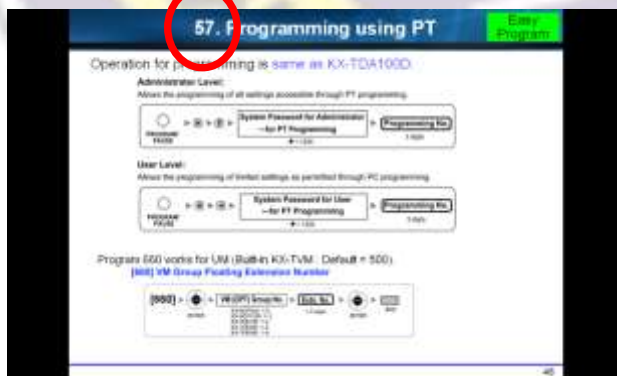 57. Programming using PT
Easy
Program
Operation for programming is same as KX-TDA100D.
Administrator Level:
Allows the programming of all settings accessible through PT programming.
System Password for Administrator
—for PT Programming
Programming No.
PROGRAM
PAUSE
User Level:
Allows the programming of limited settings as permitted through PC programming.
System Password for User
—for PT Programming
Programming No.
PROGRAM
PAUSE
Program 660 works for UM (Built-in KX-TVM : Default = 500)
[660] VM Group Floating Extension Number
[660]
VM (DPT) Group No.
Extn. No.
46